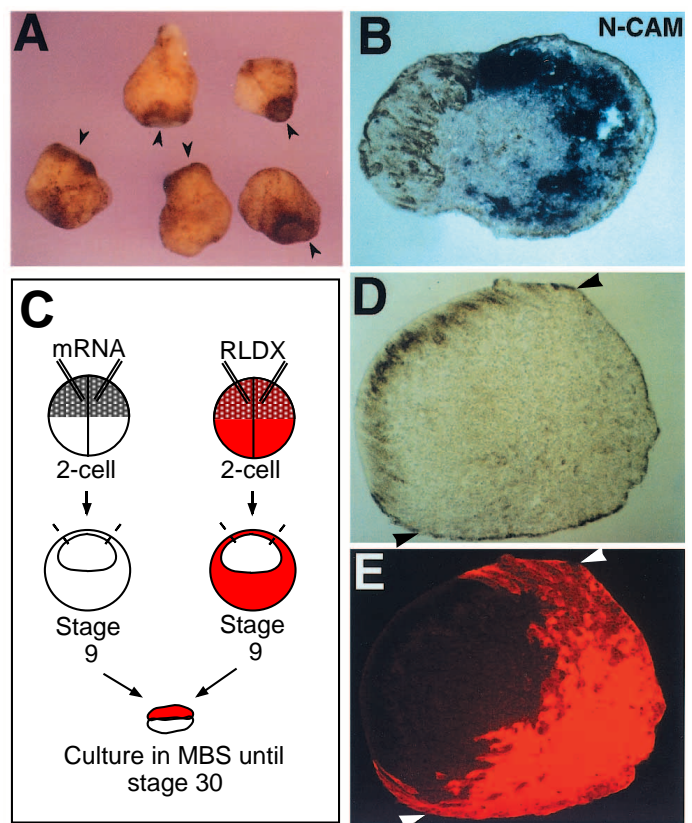 A
B
N-CAM
C
mRNA RLDX
2-cell 2-cell
Stage Stage
9 9
Culture in MBS until
stage 30
D
E